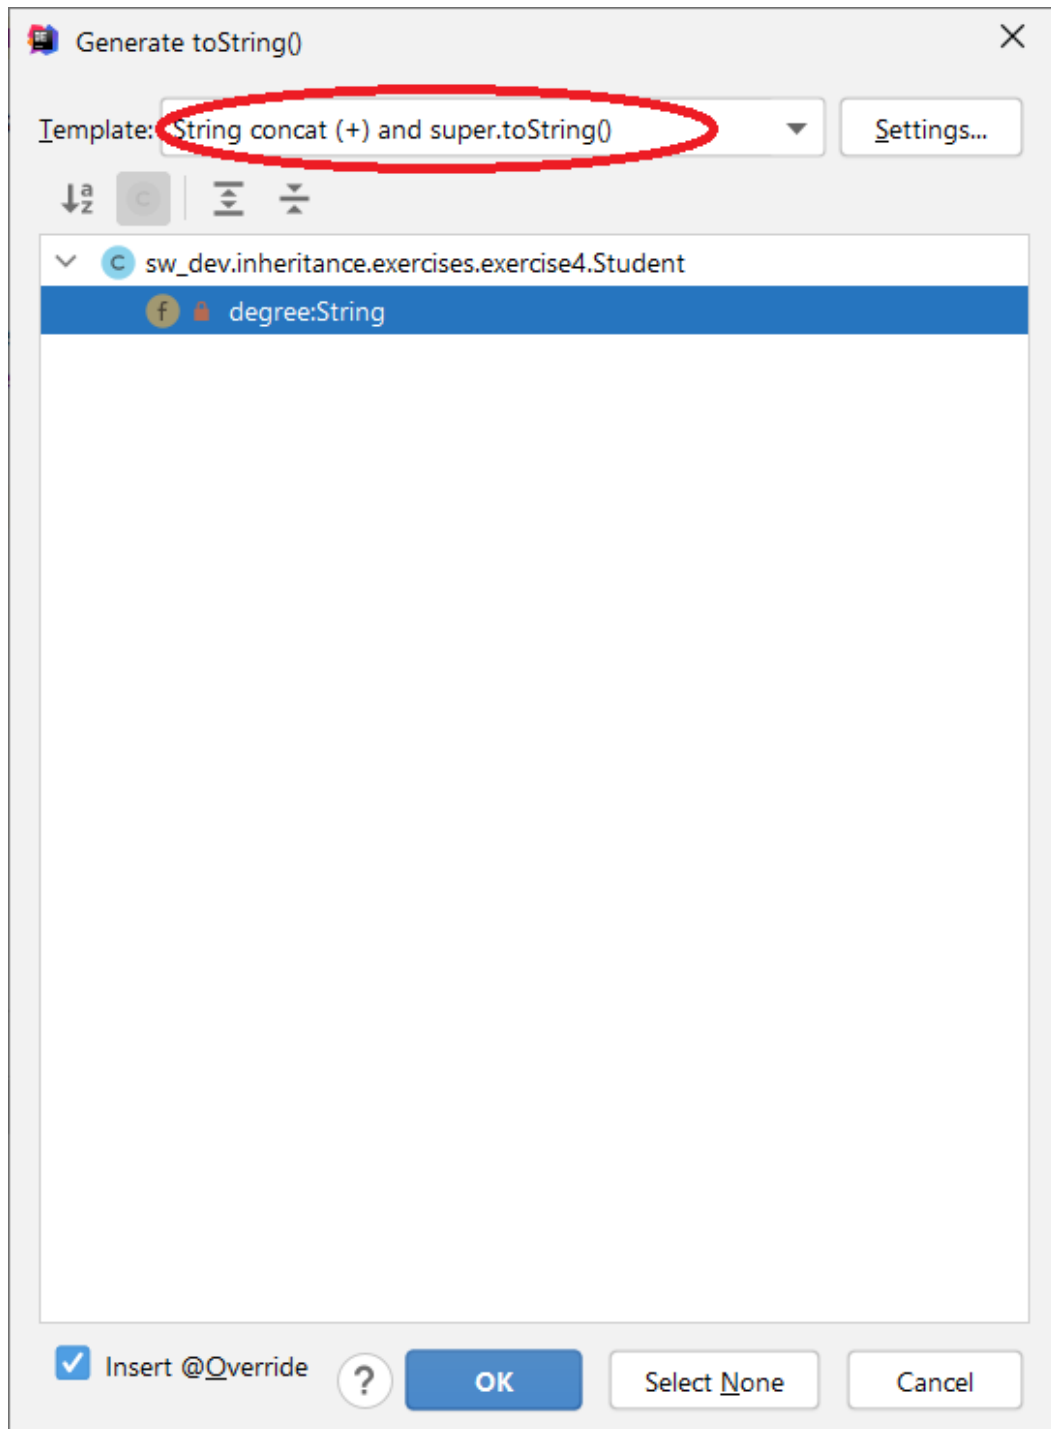 Generate toString()
Template: String concat (+) and super.toString() Settings...
sw_dev.inheritance.exercises.exercise4.Student
degree:String
Insert @Override ? OK Select None Cancel